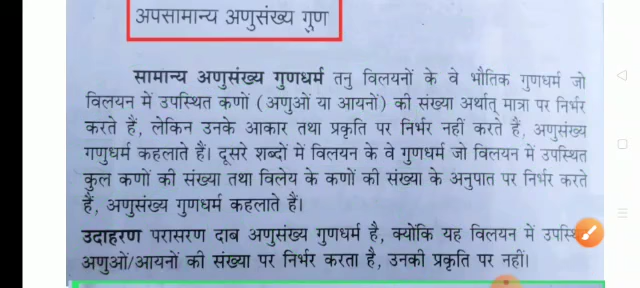 अपसामान्य अणुसंख्य गुण
सामान्य अणुसंख्य गुणधर्म तनु विलयनों के वे भौतिक गुणधर्म जो
विलयन में उपस्थित कणों (अणुओं या आयनों) की संख्या अर्थात् मात्रा पर निर्भर
करते हैं, लेकिन उनके आकार तथा प्रकृति पर निर्भर नहीं करते हैं, अणुसंख्य
गणुधर्म कहलाते हैं। दूसरे शब्दों में विलयन के वे गुणधर्म जो विलयन में उपस्थित
कुल कणों की संख्या तथा विलेय के कणों की संख्या के अनुपात पर निर्भर करते
हैं, अणुसंख्य गुणधर्म कहलाते हैं।
उदाहरण परासरण दाब अणुसंख्य गुणधर्म है, क्योंकि यह विलयन में
अणुओं/आयनों की संख्या पर निर्भर करता है, उनकी प्रकृति पर नहीं।